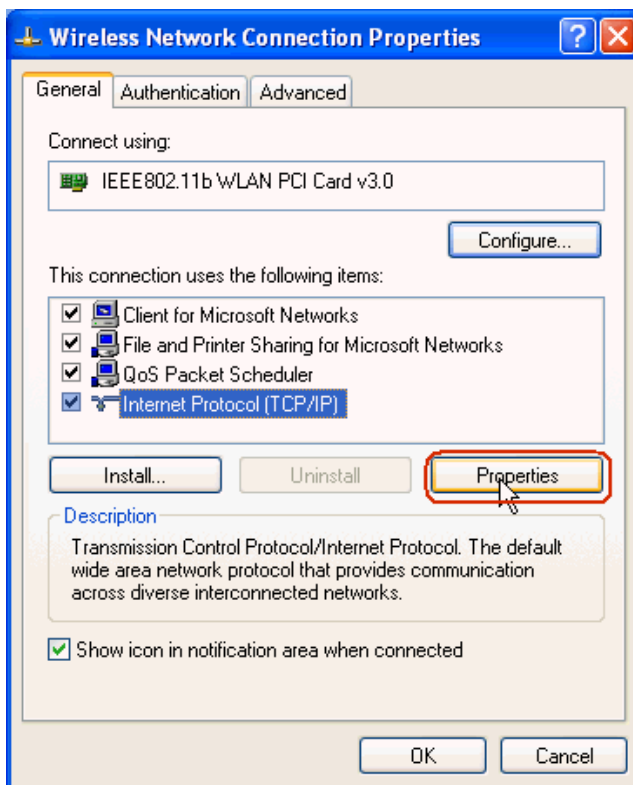 Wireless Network Connection Properties
General Authentication Advanced
Connect using:
IEEE802.11b WLAN PCI Card v3.0
Configure...
This connection uses the following items:
Client for Microsoft Networks
File and Printer Sharing for Microsoft Networks
QoS Packet Scheduler
Internet Protocol (TCP/IP)
Install... Uninstall Properties
Description
Transmission Control Protocol/Internet Protocol. The default
wide area network protocol that provides communication
across diverse interconnected networks.
Show icon in notification area when connected
OK Cancel